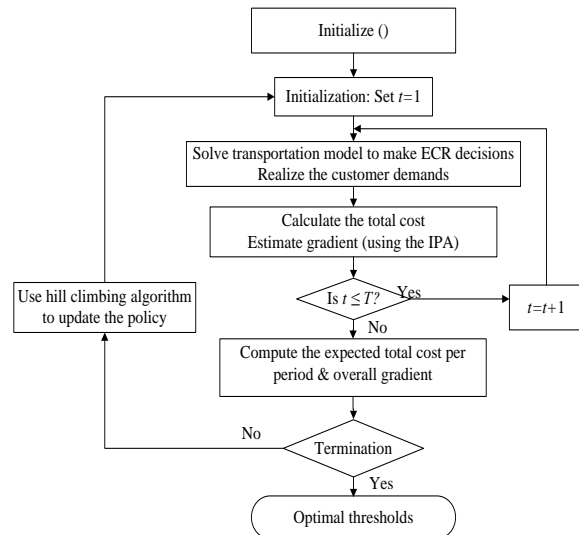 Initialize ()
Initialization: Set t=1
Solve transportation model to make ECR decisions
Realize the customer demands
Calculate the total cost
Estimate gradient (using the IPA)
Is t ≤ T?
Yes
t=t+1
Use hill climbing algorithm
to update the policy
No
Compute the expected total cost per
period & overall gradient
No
Termination
Yes
Optimal thresholds